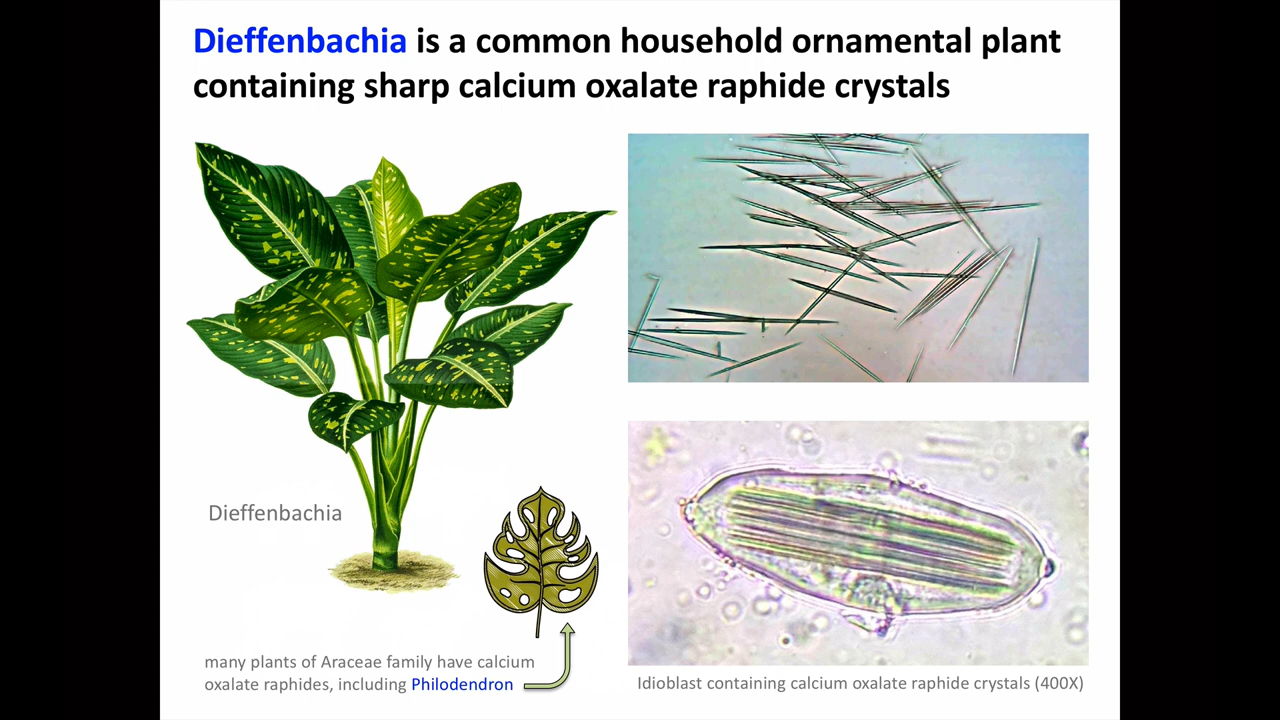 Dieffenbachia is a common household ornamental plant
containing sharp calcium oxalate raphide crystals
Dieffenbachia
many plants of Araceae family have calcium
oxalate raphides, including Philodendron
Idioblast containing calcium oxalate raphide crystals (400X)